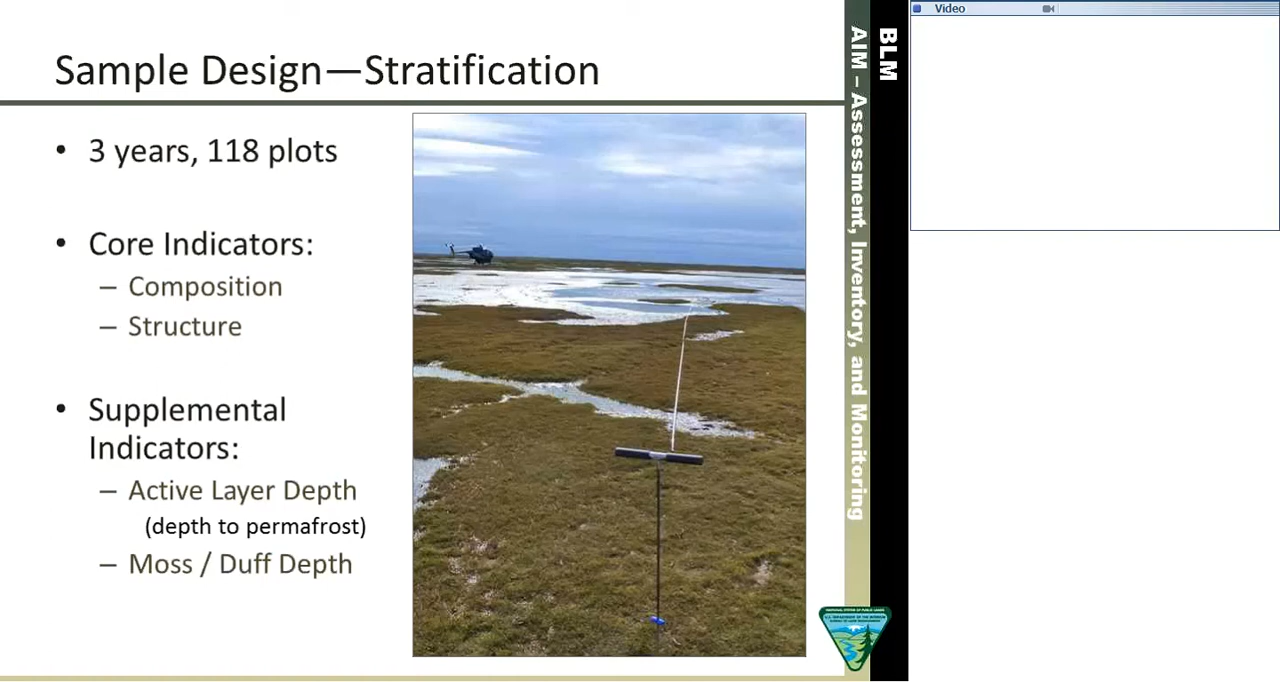 Sample Design—Stratification
• 3 years, 118 plots
• Core Indicators:
– Composition
– Structure
• Supplemental
Indicators:
– Active Layer Depth
(depth to permafrost)
– Moss / Duff Depth
BLM
AIM – Assessment, Inventory, and Monitoring
Video